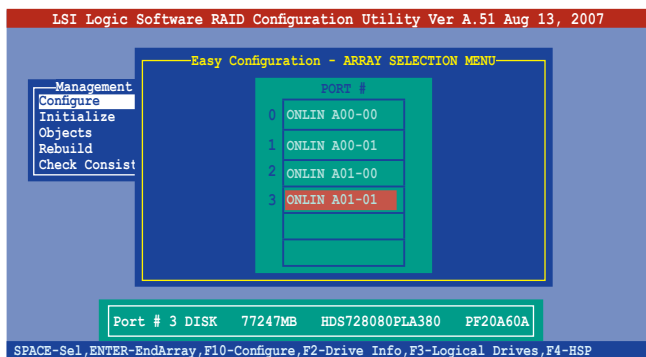 LSI Logic Software RAID Configuration Utility Ver A.51 Aug 13, 2007
Easy Configuration - ARRAY SELECTION MENU
Management
Configure
Initialize
Objects
Rebuild
Check Consist
PORT #
0 ONLIN A00-00
1 ONLIN A00-01
2 ONLIN A01-00
3 ONLIN A01-01
Port # 3 DISK 77247MB HDS728080PLA380 PF20A60A
SPACE-Sel,ENTER-EndArray,F10-Configure,F2-Drive Info,F3-Logical Drives,F4-HSP